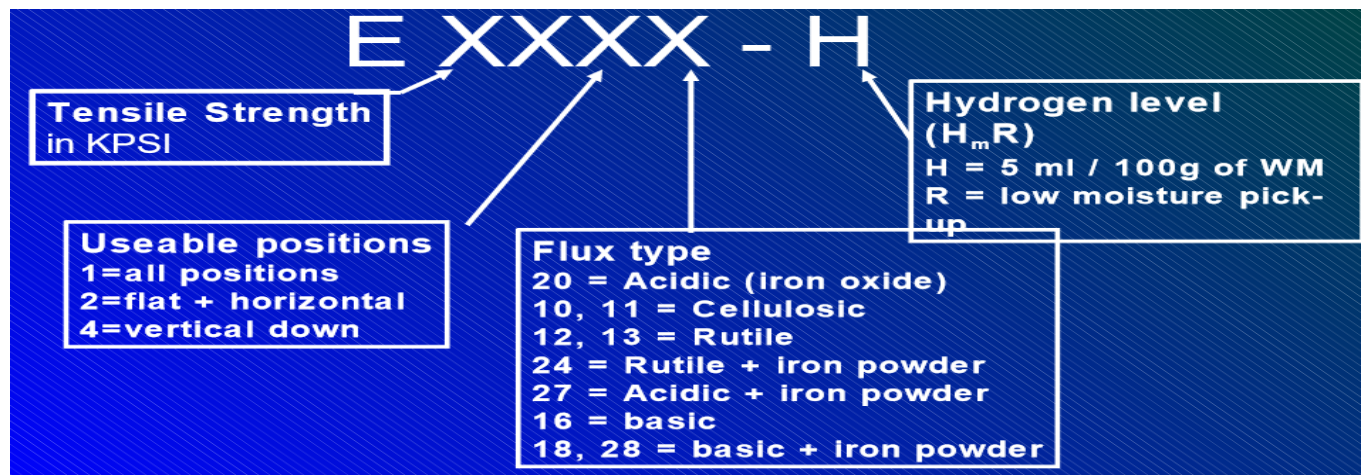 E XXXX - H
Tensile Strength
in KPSI
Hydrogen level
(HmR)
H = 5 ml / 100g of WM
R = low moisture pick-
up
Useable positions
1=all positions
2=flat + horizontal
4=vertical down
Flux type
20 = Acidic (iron oxide)
10, 11 = Cellulosic
12, 13 = Rutile
24 = Rutile + iron powder
27 = Acidic + iron powder
16 = basic
18, 28 = basic + iron powder